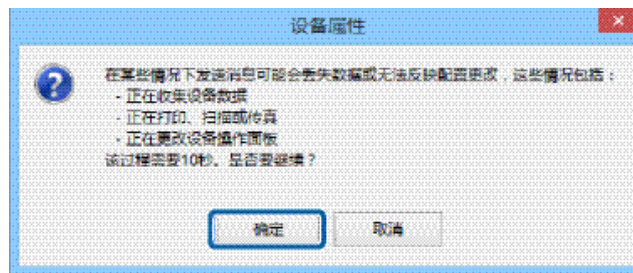 设备属性
在某些情况下发送消息可能会丢失数据或无法反映配置更改，这些情况包括：
- 正在收集设备数据
- 正在打印、扫描或传真
- 正在更改设备操作面板
该过程需要10秒。是否要继续？
确定
取消